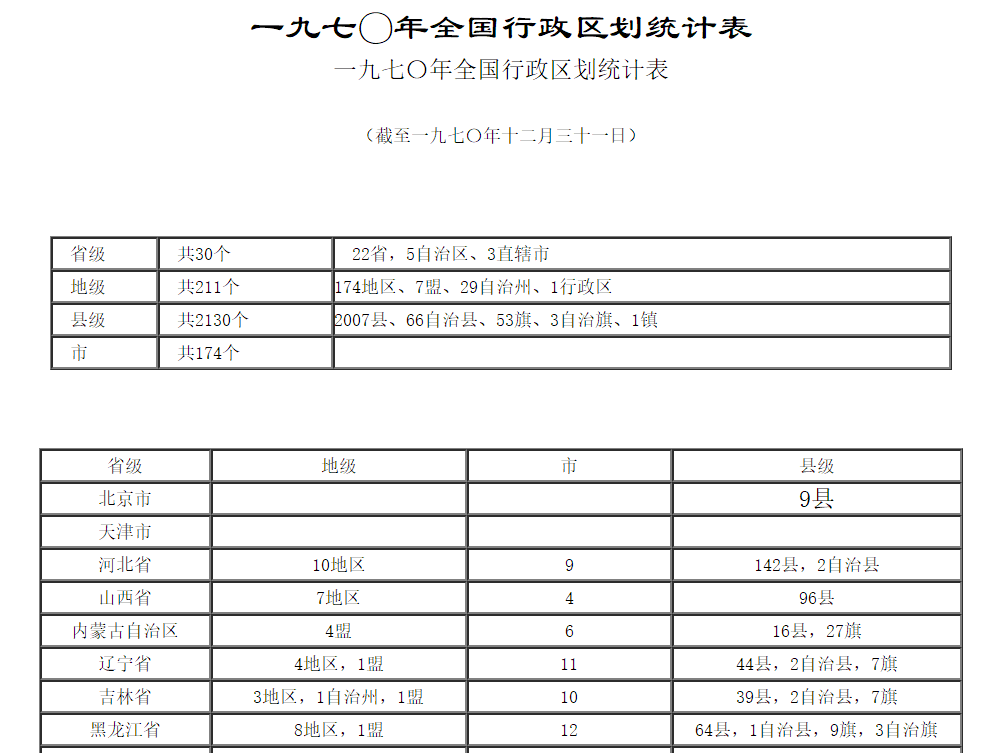 一九七〇年全国行政区划统计表
一九七〇年全国行政区划统计表
（截至一九七〇年十二月三十一日）
省级 共30个 22省，5自治区、3直辖市
地级 共211个 174地区、7盟、29自治州、1行政区
县级 共2130个 2007县、66自治县、53旗、3自治旗、1镇
市 共174个
省级 地级 市 县级
北京市 9县
天津市
河北省 10地区 9 142县，2自治县
山西省 7地区 4 96县
内蒙古自治区 4盟 6 16县，27旗
辽宁省 4地区，1盟 11 44县，2自治县，7旗
吉林省 3地区，1自治州，1盟 10 39县，2自治县，7旗
黑龙江省 8地区，1盟 12 64县，1自治县，9旗，3自治旗